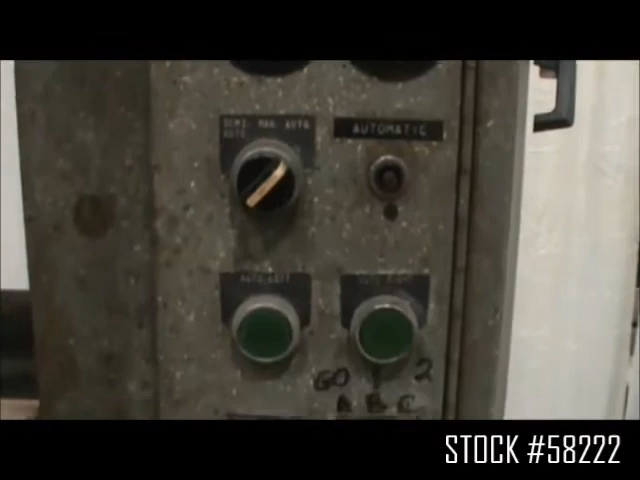 SEMI- MAN AUTO
AUTO
AUTOMATIC
GO 1 2
A B C
STOCK #58222